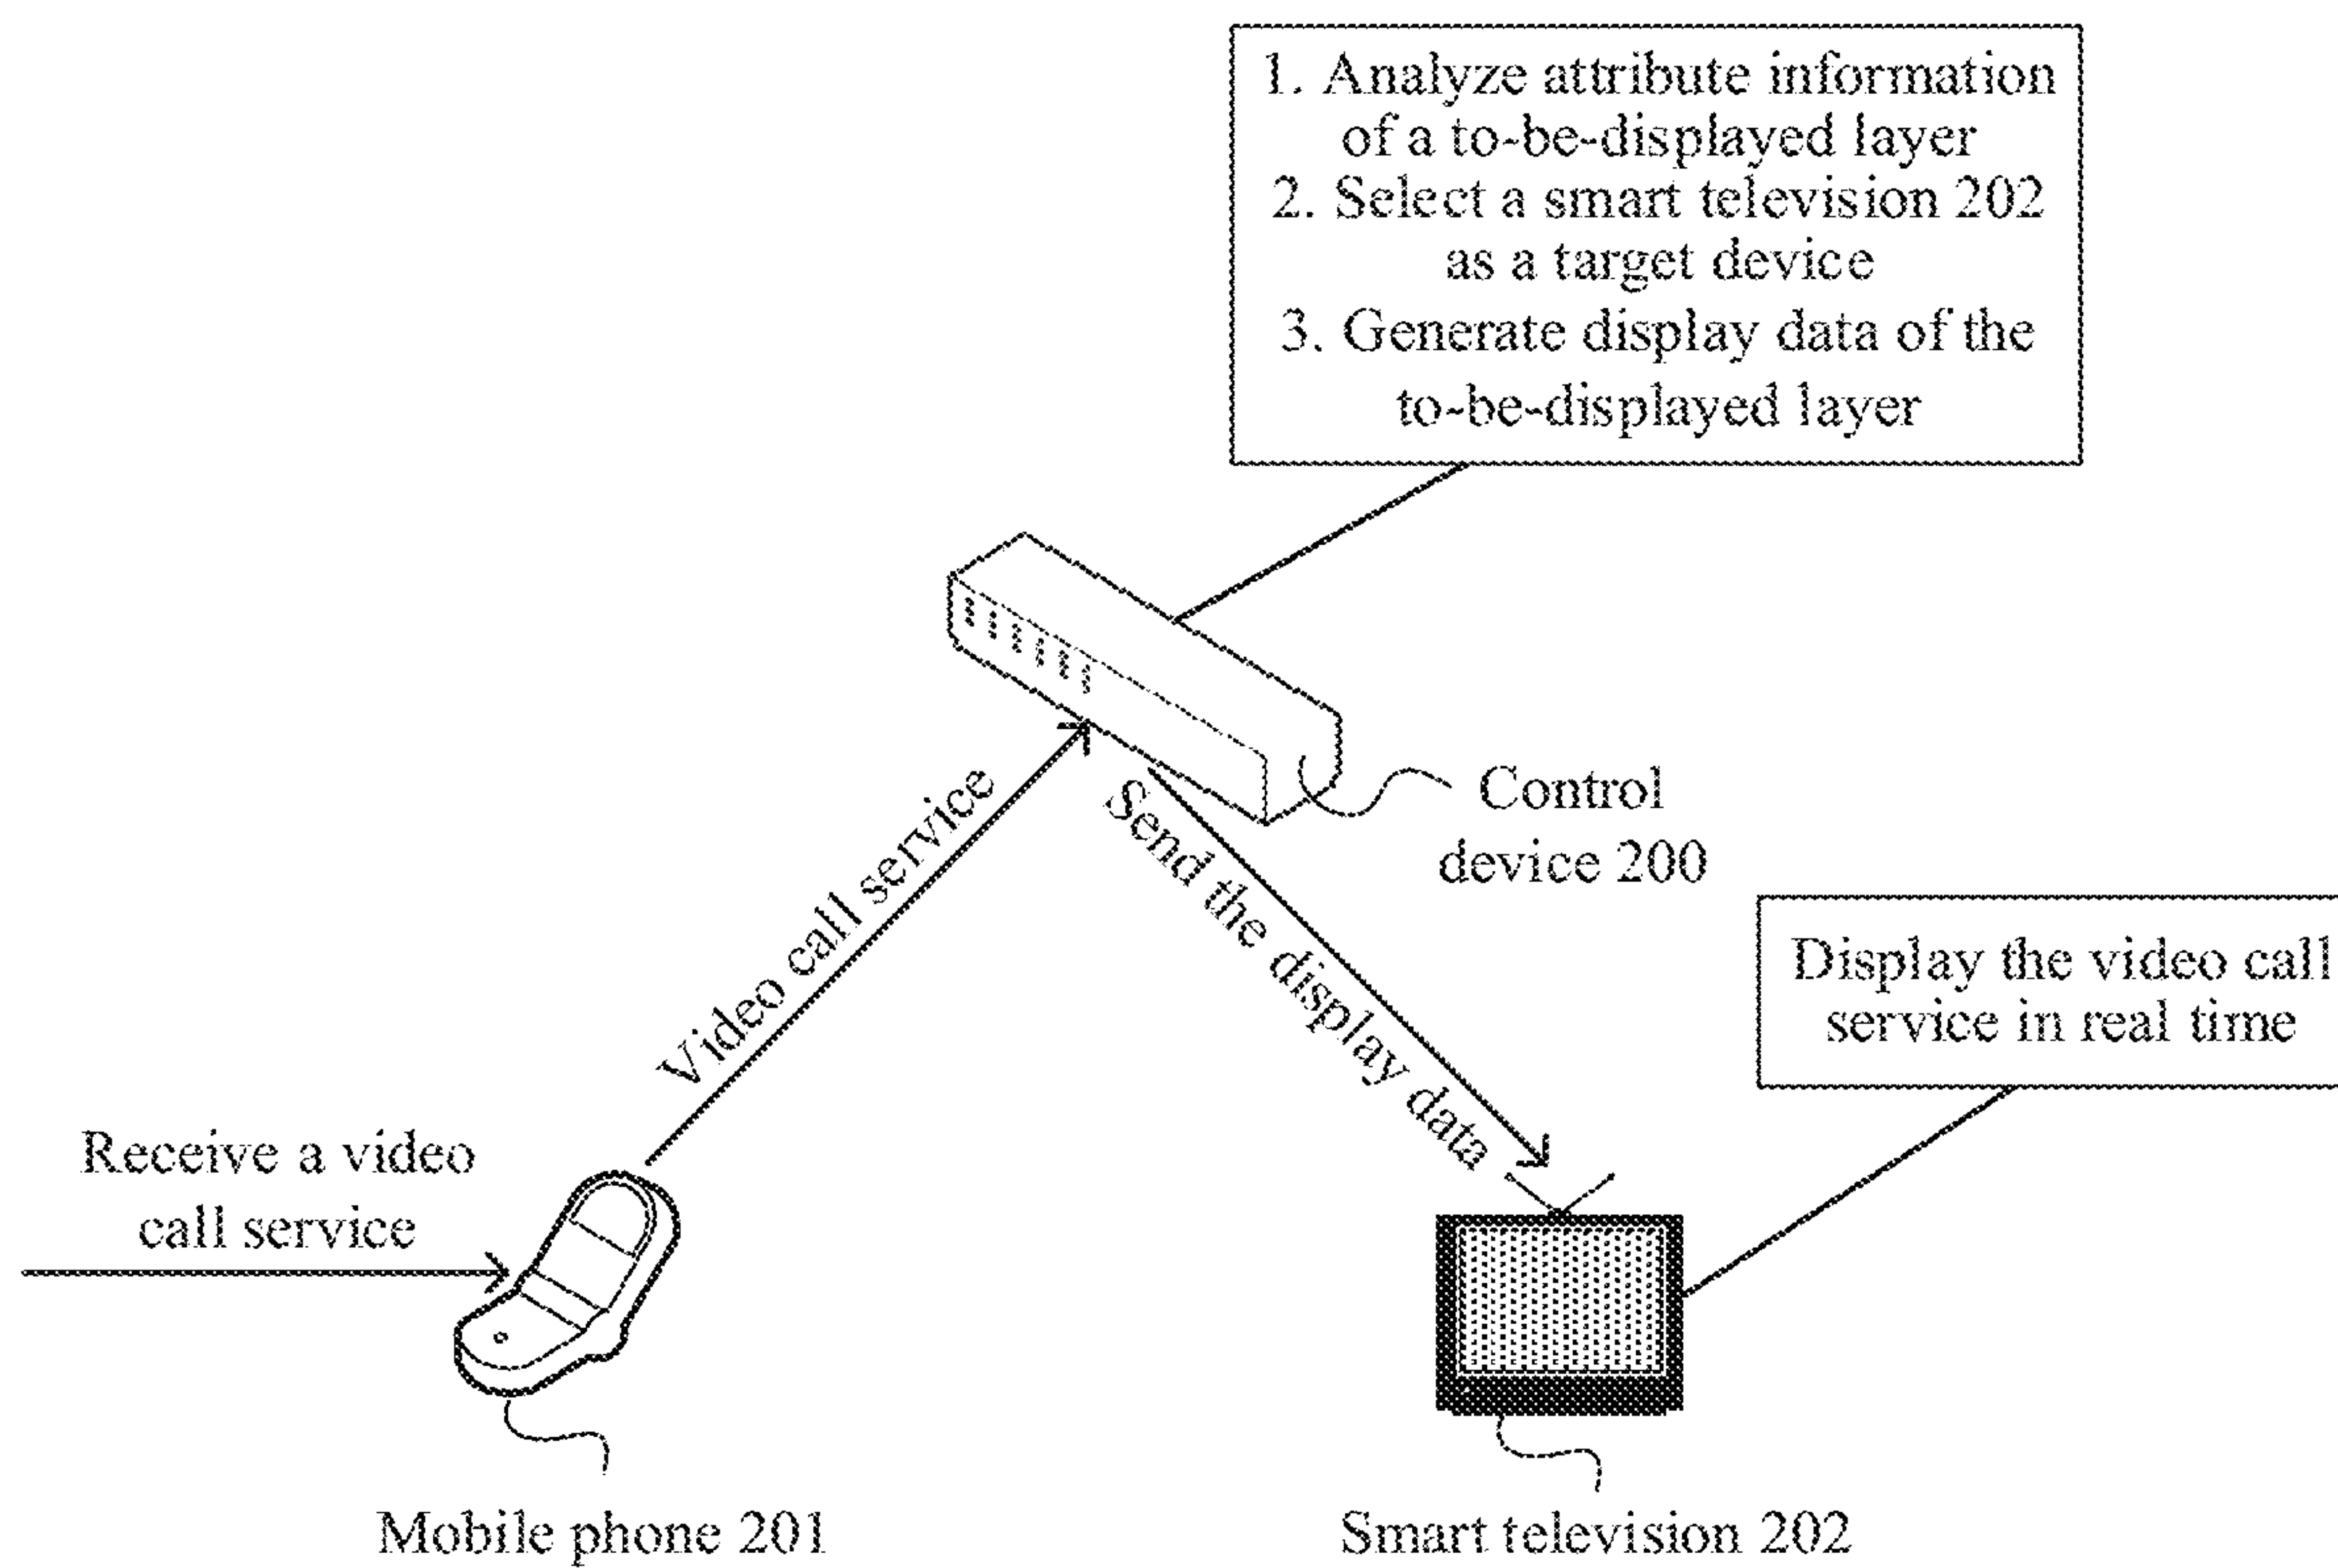 1. Analyze attribute information
of a to-be-displayed layer
2. Select a smart television 202
as a target device
3. Generate display data of the
to-be-displayed layer
Control
device 200
Video call service
Send the display data
Display the video call
service in real time
Receive a video
call service
Mobile phone 201
Smart television 202